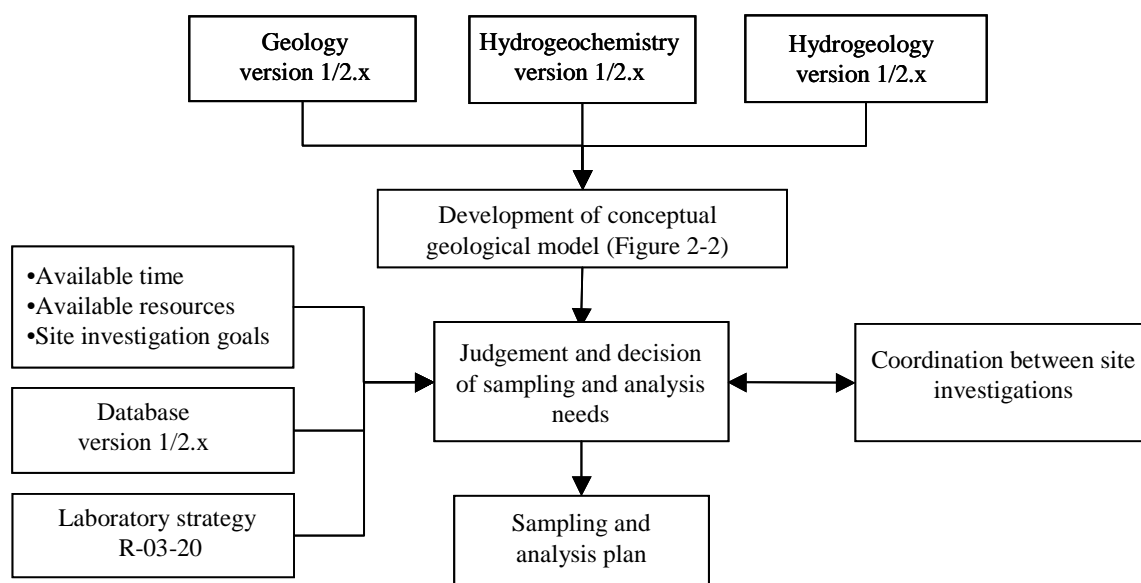 Geology
version 1/2.x
Hydrogeochemistry
version 1/2.x
Hydrogeology
version 1/2.x
Development of conceptual
geological model (Figure 2-2)
•Available time
•Available resources
•Site investigation goals
Judgement and decision
of sampling and analysis
needs
Coordination between site
investigations
Database
version 1/2.x
Laboratory strategy
R-03-20
Sampling and
analysis plan